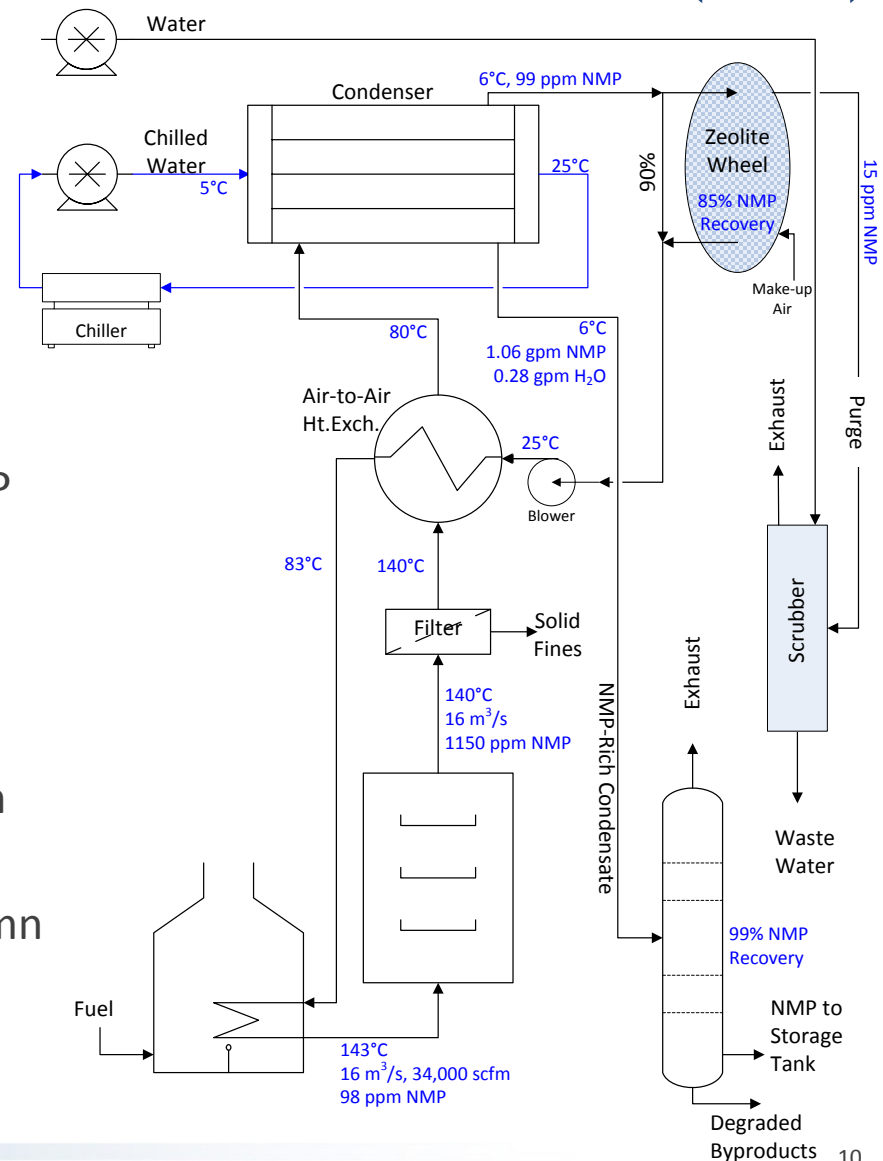 Water
6°C, 99 ppm NMP
Condenser
Chilled
Water
5°C
25°C
90%
Zeolite
Wheel
85% NMP
Recovery
15 ppm NMP
Make-up
Air
Chiller
80°C
6°C
1.06 gpm NMP
0.28 gpm H₂O
Air-to-Air
Ht.Exch.
25°C
Blower
Exhaust
Purge
83°C
140°C
Filter
Solid
Fines
Scrubber
140°C
16 m³/s
1150 ppm NMP
NMP-Rich Condensate
Exhaust
Waste
Water
99% NMP
Recovery
Fuel
NMP to
Storage
Tank
143°C
16 m³/s, 34,000 scfm
98 ppm NMP
Degraded
Byproducts
10